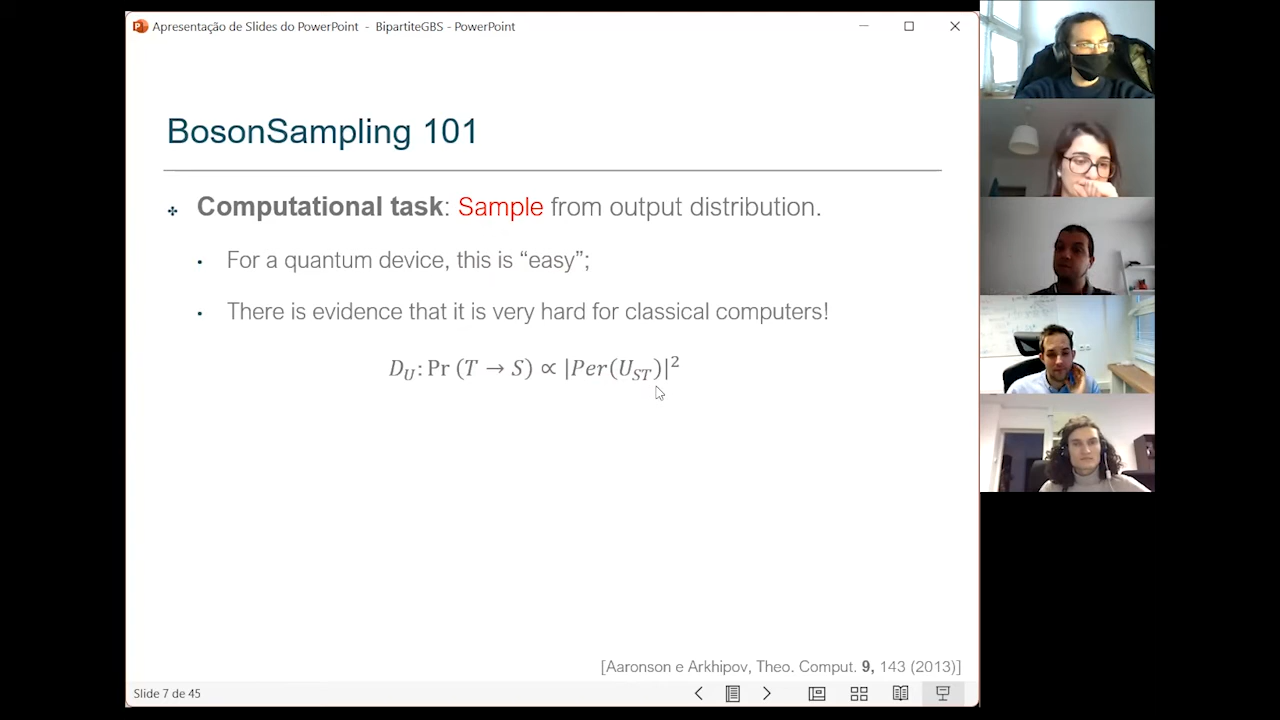 Apresentação de Slides do PowerPoint - BipartiteGBS - PowerPoint
BosonSampling 101
Computational task: Sample from output distribution.
For a quantum device, this is “easy”;
There is evidence that it is very hard for classical computers!
D_U: Pr (T → S) ∝ |Per(U_ST)|²
[Aaronson e Arkhipov, Theo. Comput. 9, 143 (2013)]
Slide 7 de 45